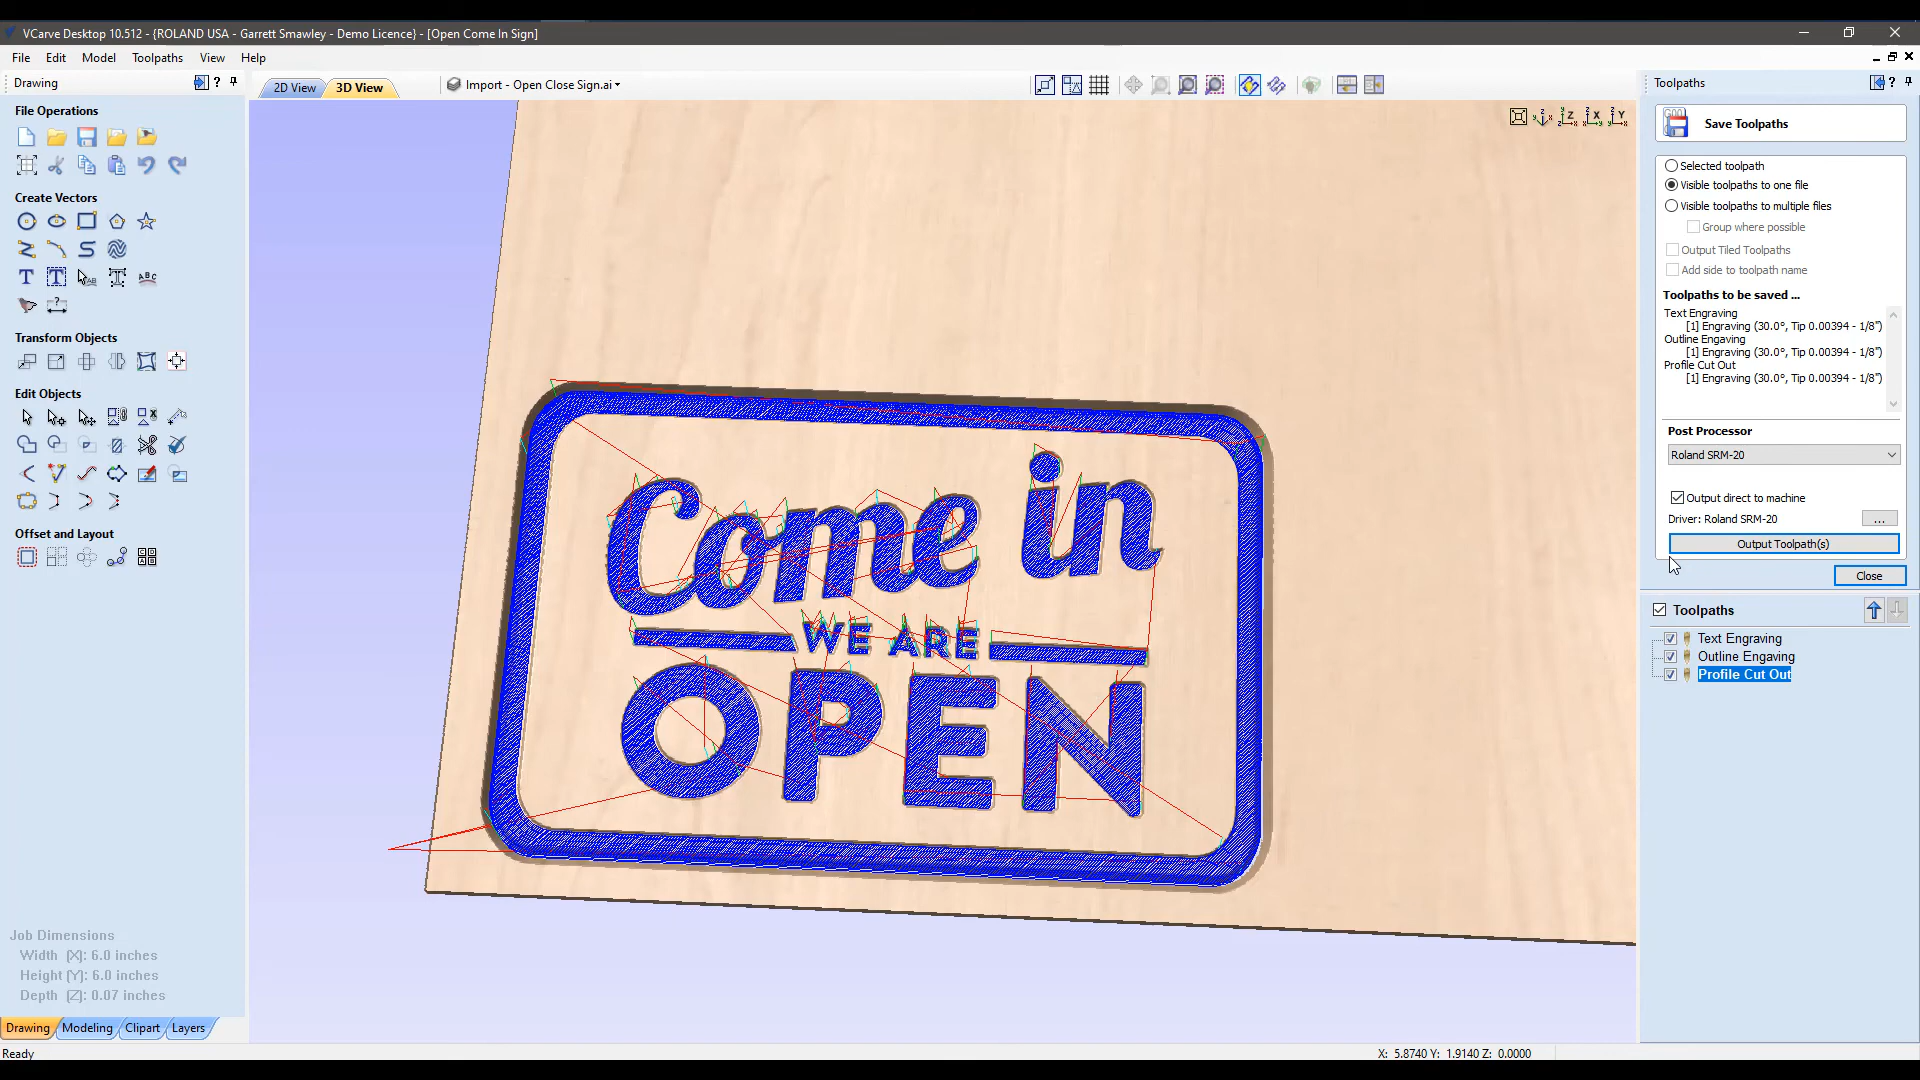 VCarve Desktop 10.512 - {ROLAND USA - Garrett Smawley - Demo Licence} - [Open Come In Sign]
File Edit Model Toolpaths View Help
Drawing
2D View 3D View Import - Open Close Sign.ai
Toolpaths
File Operations
Create Vectors
Transform Objects
Edit Objects
Offset and Layout
Job Dimensions
Width (X): 6.0 inches
Height (Y): 6.0 inches
Depth (Z): 0.07 inches
Drawing Modeling Clipart Layers
Ready
Come in
WE ARE
OPEN
Save Toolpaths
Selected toolpath
Visible toolpaths to one file
Visible toolpaths to multiple files
Group where possible
Output Tiled Toolpaths
Add side to toolpath name
Toolpaths to be saved ...
Text Engraving
[1] Engraving (30.0°, Tip 0.00394 - 1/8")
Outline Engaving
[1] Engraving (30.0°, Tip 0.00394 - 1/8")
Profile Cut Out
[1] Engraving (30.0°, Tip 0.00394 - 1/8")
Post Processor
Roland SRM-20
Output direct to machine
Driver: Roland SRM-20 ...
Output Toolpath(s)
Close
Toolpaths
Text Engraving
Outline Engaving
Profile Cut Out
X: 5.8740 Y: 1.9140 Z: 0.0000